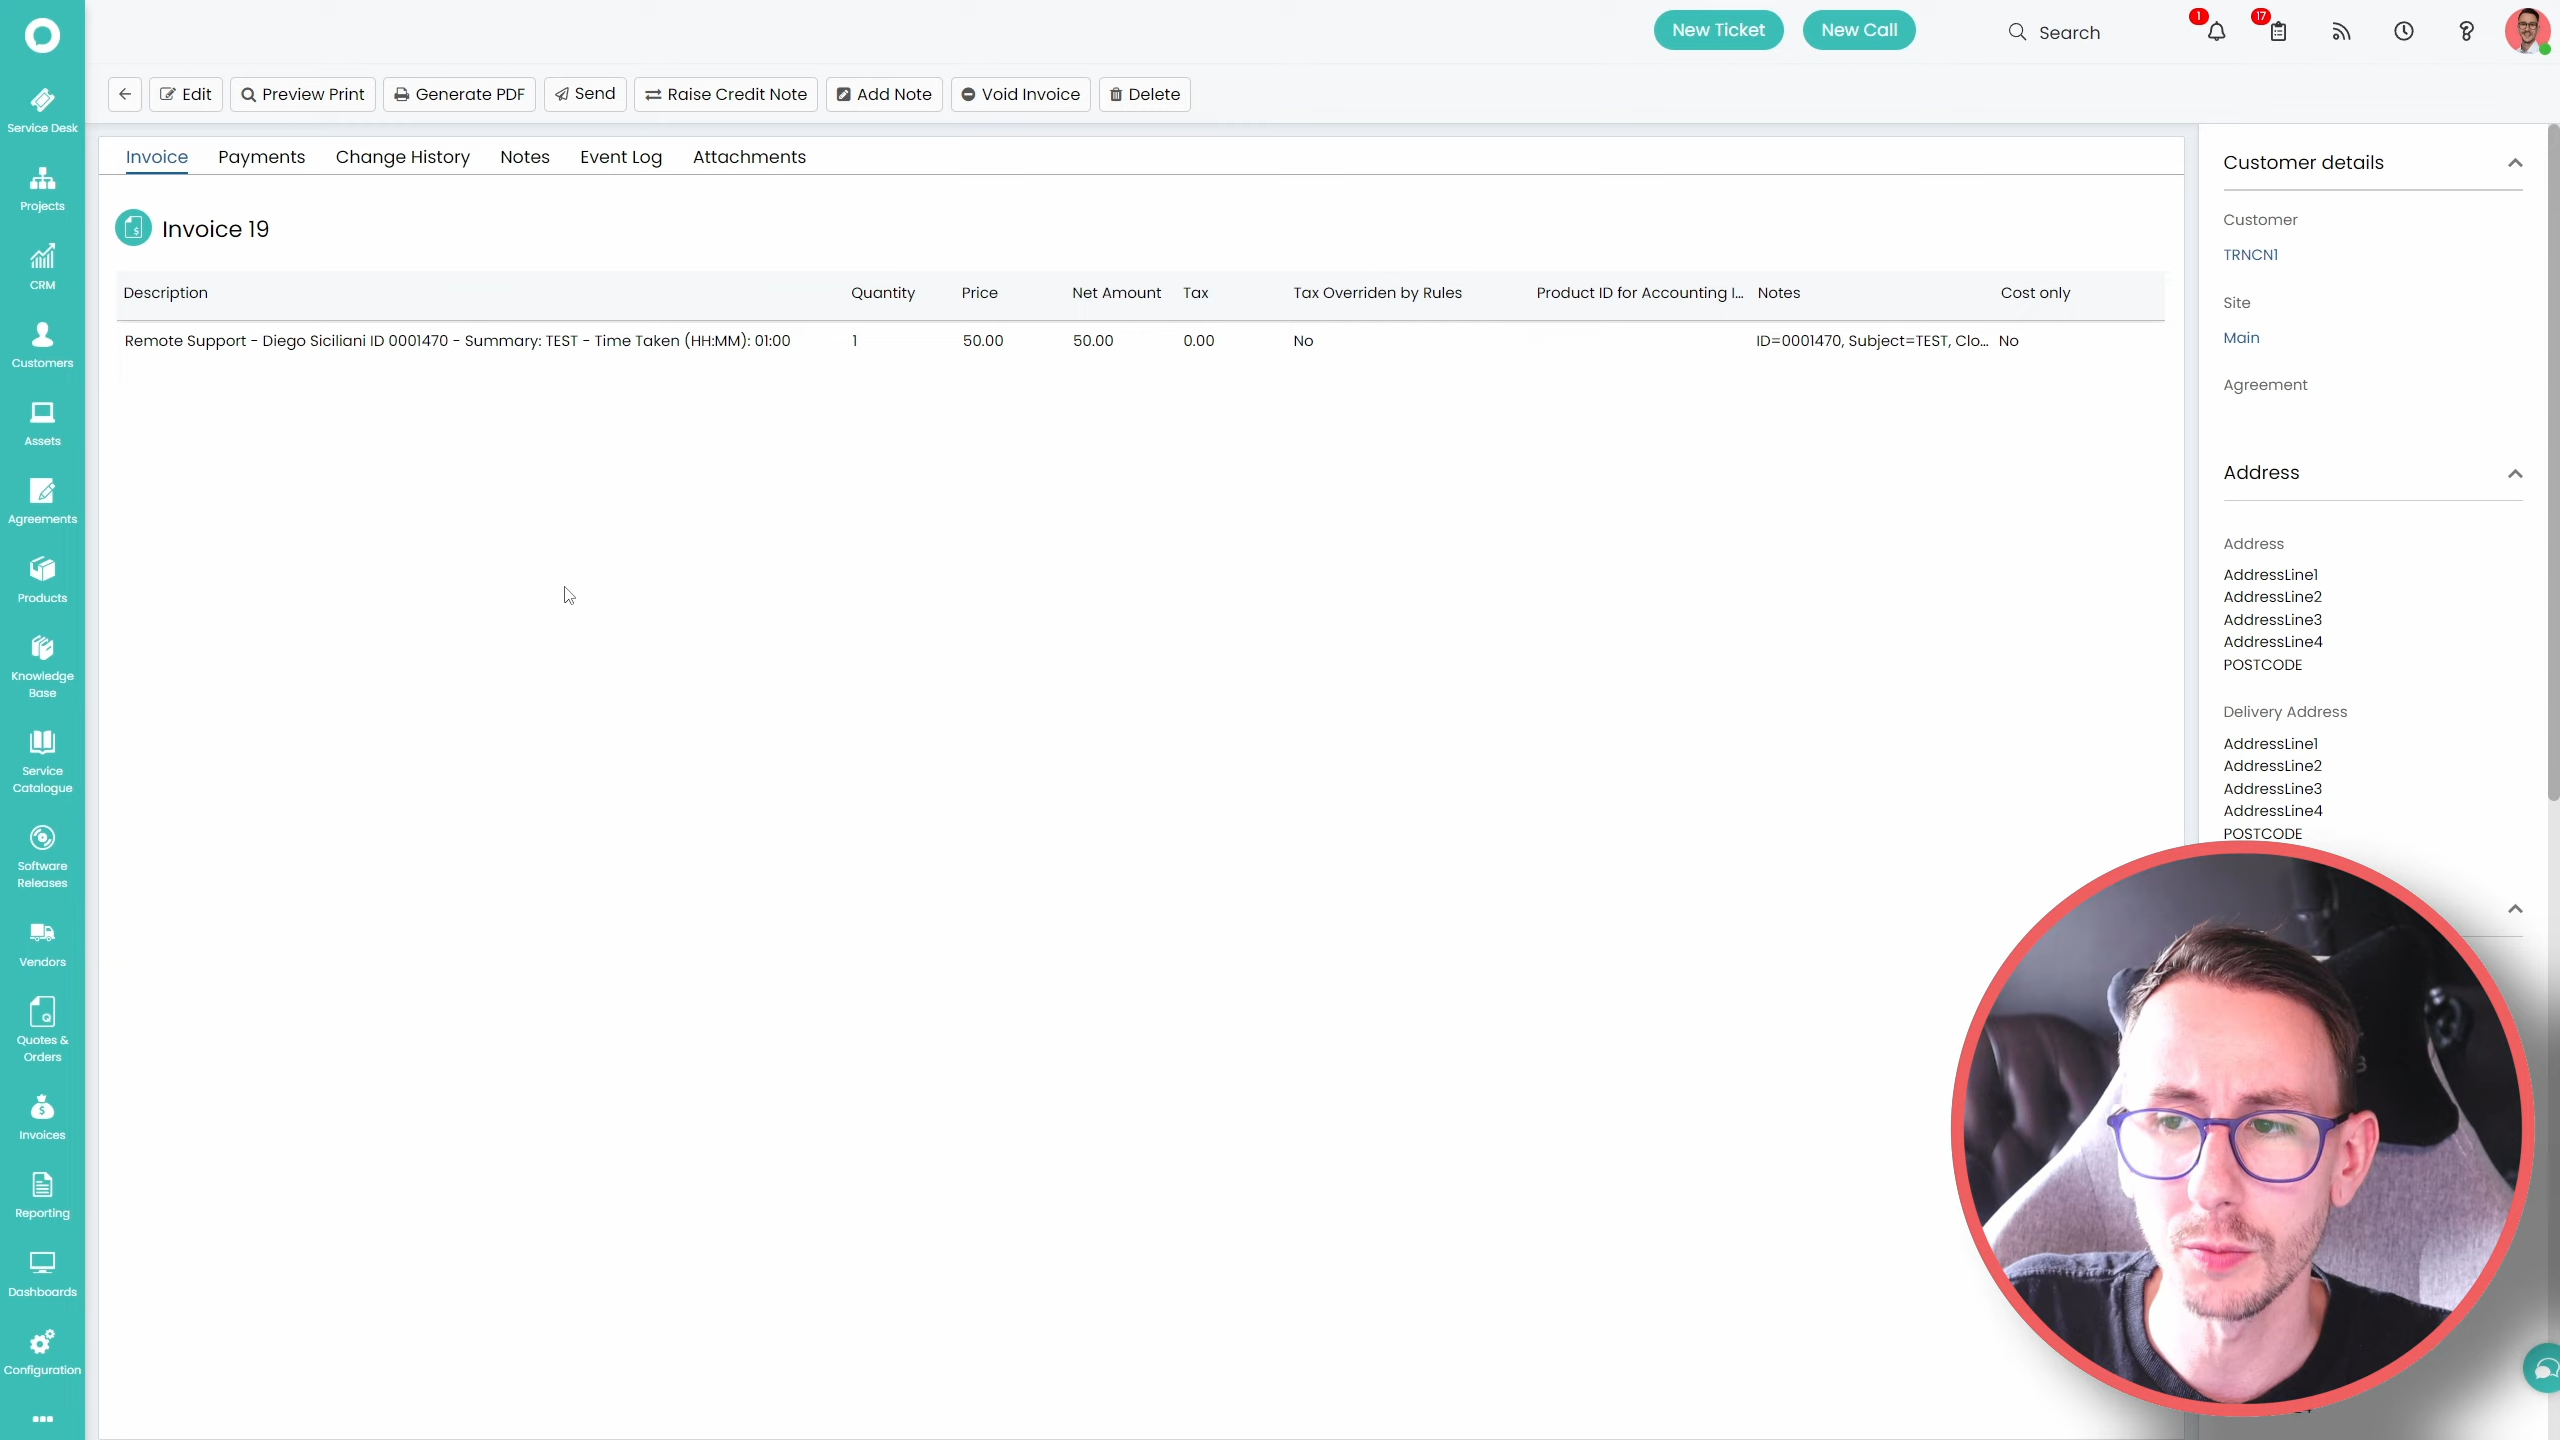 New Ticket
New Call
Search
1
17
Edit
Preview Print
Generate PDF
Send
Raise Credit Note
Add Note
Void Invoice
Delete
Service Desk
Projects
CRM
Customers
Assets
Agreements
Products
Knowledge
Base
Service
Catalogue
Software
Releases
Vendors
Quotes &
Orders
Invoices
Reporting
Dashboards
Configuration
Invoice Payments Change History Notes Event Log Attachments
Invoice 19
Description Quantity Price Net Amount Tax Tax Overriden by Rules Product ID for Accounting I... Notes Cost only
Remote Support - Diego Siciliani ID 0001470 - Summary: TEST - Time Taken (HH:MM): 01:00 1 50.00 50.00 0.00 No ID=0001470, Subject=TEST, Clo... No
Customer details
Customer
TRNCN1
Site
Main
Agreement
Address
Address
AddressLine1
AddressLine2
AddressLine3
AddressLine4
POSTCODE
Delivery Address
AddressLine1
AddressLine2
AddressLine3
AddressLine4
POSTCODE